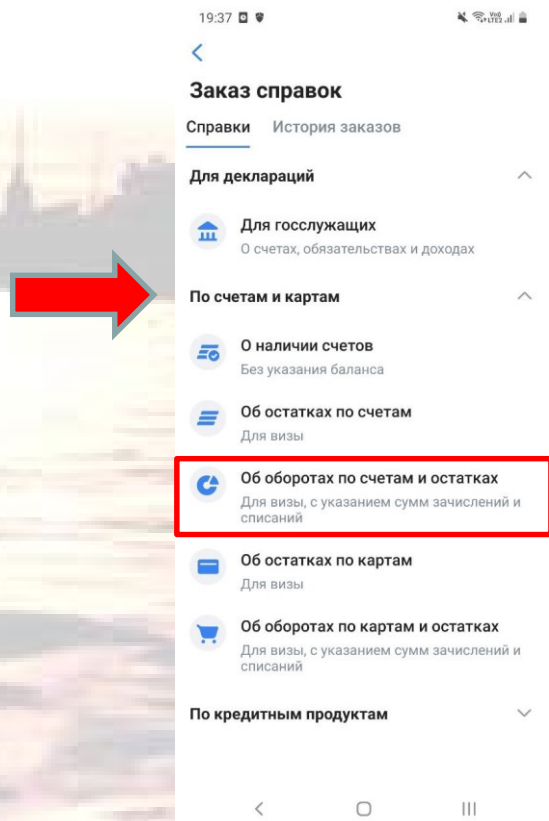 19:37
Заказ справок
Справки История заказов
Для деклараций
Для госслужащих
О счетах, обязательствах и доходах
По счетам и картам
О наличии счетов
Без указания баланса
Об остатках по счетам
Для визы
Об оборотах по счетам и остатках
Для визы, с указанием сумм зачислений и
списаний
Об остатках по картам
Для визы
Об оборотах по картам и остатках
Для визы, с указанием сумм зачислений и
списаний
По кредитным продуктам